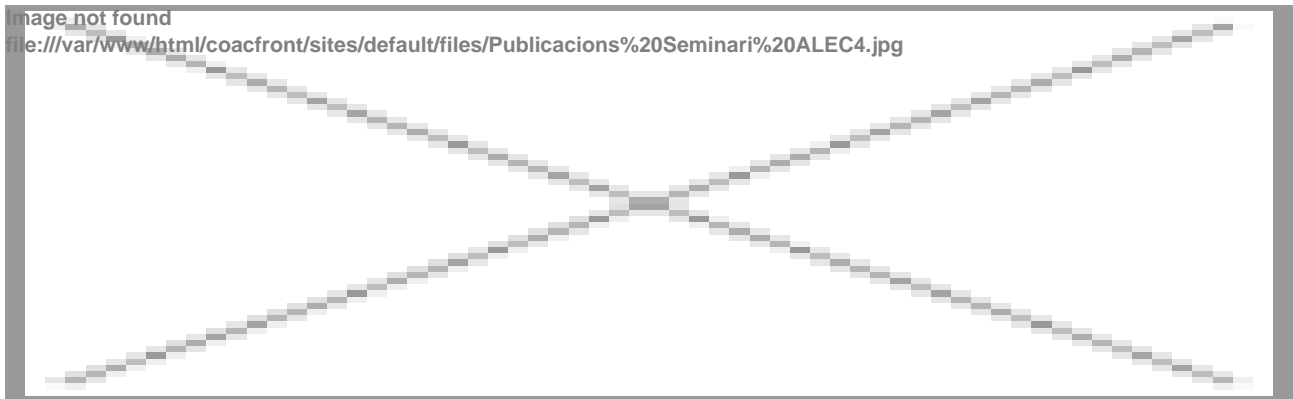 Image not found
file:///var/www/html/coacfront/sites/default/files/Publicacions%20Seminari%20ALEC4.jpg